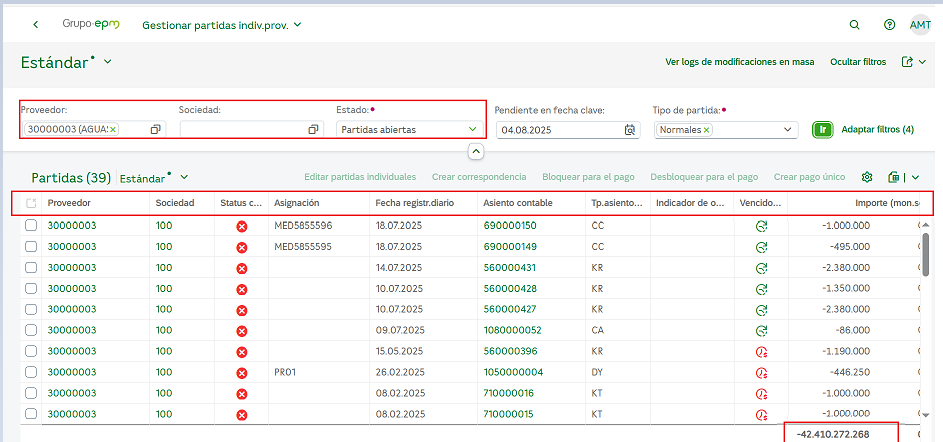 Grupo·epm Gestionar partidas indiv.prov. AMT
Estándar* Ver logs de modificaciones en masa Ocultar filtros
Proveedor: Sociedad: Estado:* Pendiente en fecha clave: Tipo de partida:*
30000003 (AGUA Partidas abiertas 04.08.2025 Normales Ir Adaptar filtros (4)
Partidas (39) Estándar* Editar partidas individuales Crear correspondencia Bloquear para el pago Desbloquear para el pago Crear pago único
Proveedor Sociedad Status c... Asignación Fecha registr.diario Asiento contable Tp.asiento... Indicador de o... Vencido... Importe (mon.s
30000003 100 MED5855596 18.07.2025 690000150 CC -1.000.000
30000003 100 MED5855595 18.07.2025 690000149 CC -495.000
30000003 100 14.07.2025 560000431 KR -2.380.000
30000003 100 10.07.2025 560000428 KR -1.350.000
30000003 100 10.07.2025 560000427 KR -2.380.000
30000003 100 09.07.2025 1080000052 CA -86.000
30000003 100 15.05.2025 560000396 KR -1.190.000
30000003 100 PR01 26.02.2025 1050000004 DY -446.250
30000003 100 08.02.2025 710000016 KT -1.000.000
30000003 100 08.02.2025 710000015 KT -1.000.000
-42.410.272.268